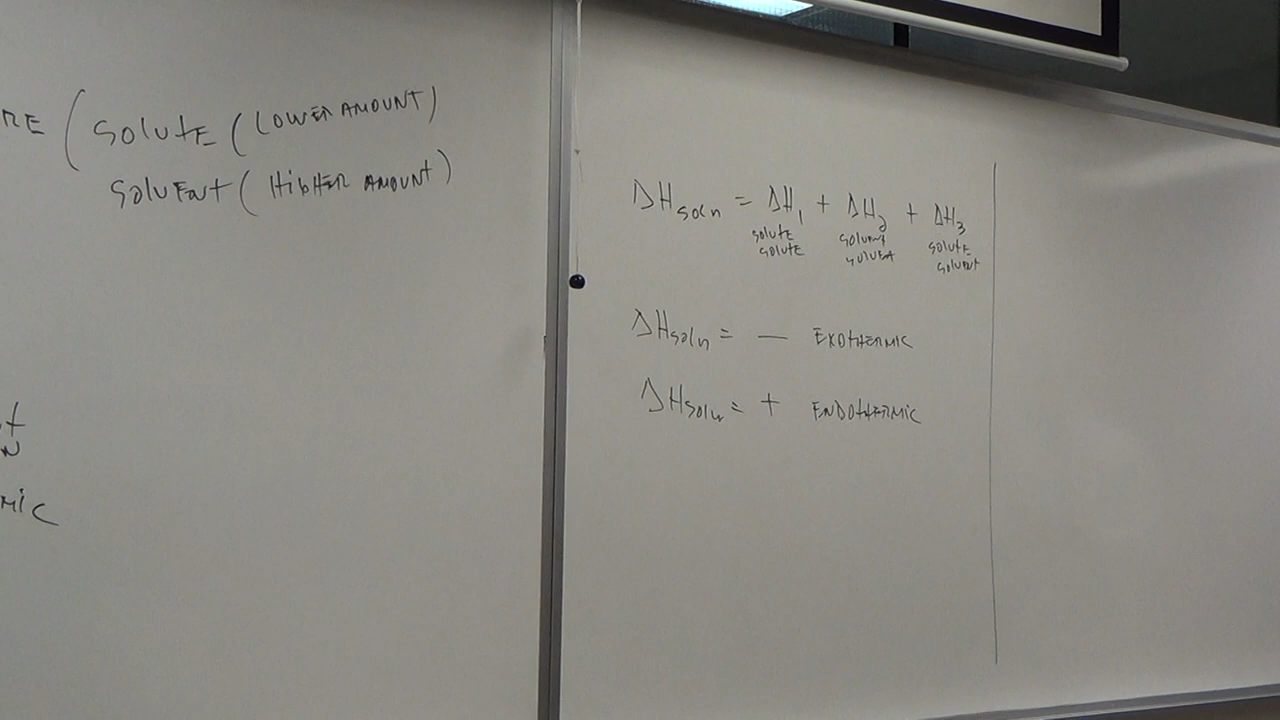 RE ( SOLUTE ( LOWER AMOUNT)
SOLVENT ( HIGHER AMOUNT)
MIC
ΔHsoln = ΔH₁ + ΔH₂ + ΔH₃
SOLUTE SOLVENT SOLUTE
SOLUTE SOLVENT SOLVENT
ΔHsoln = — EXOTHERMIC
ΔHsoln = + ENDOTHERMIC